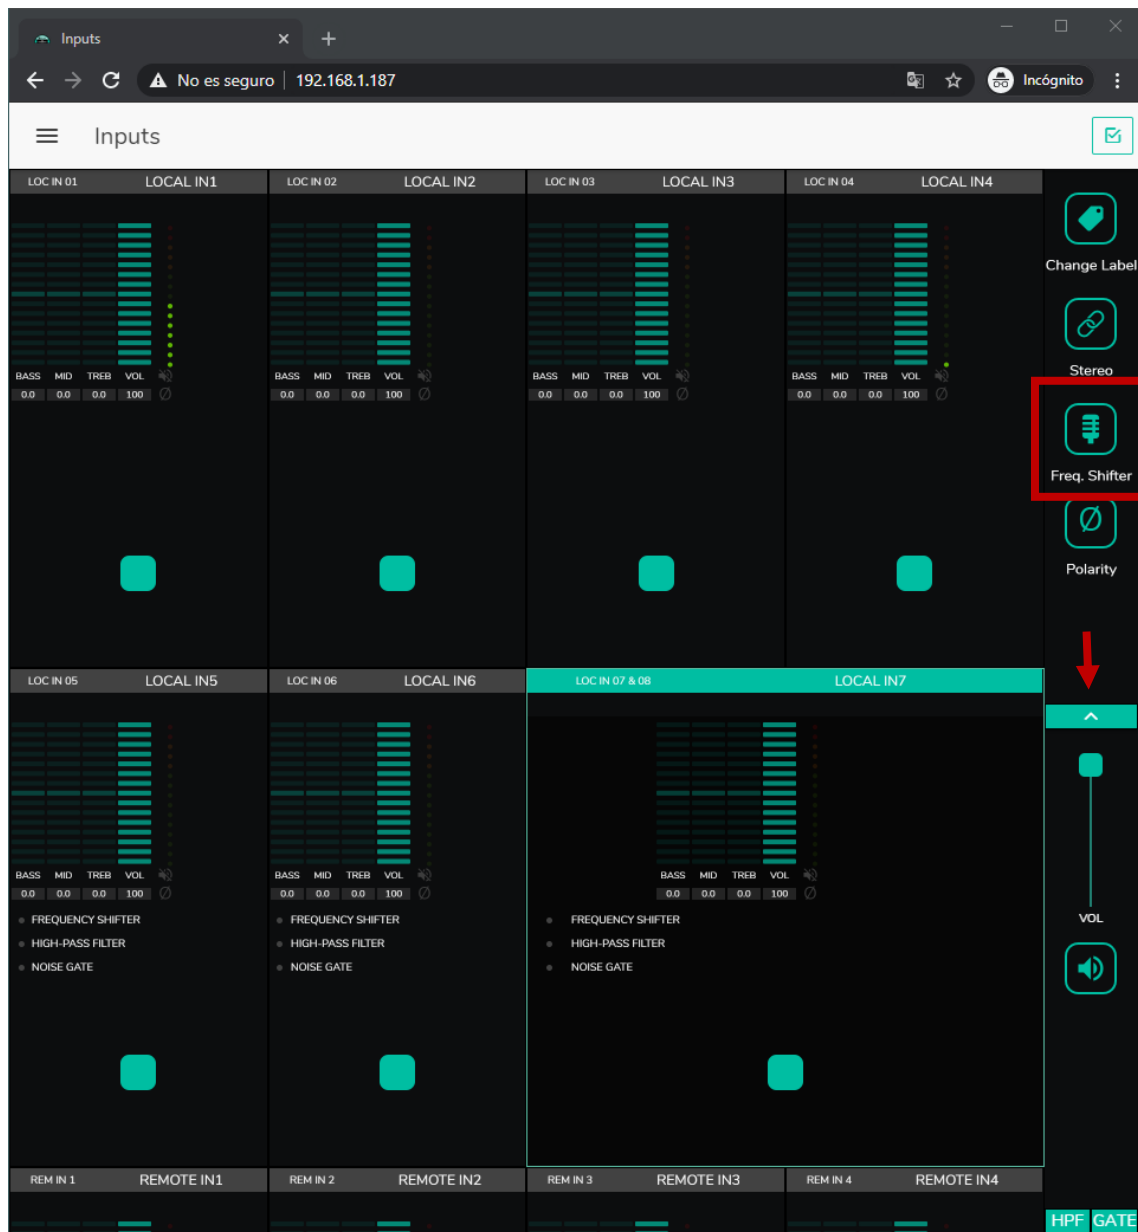 Inputs
No es seguro 192.168.1.187 Incógnito
Inputs
LOC IN 01 LOCAL IN1 LOC IN 02 LOCAL IN2 LOC IN 03 LOCAL IN3 LOC IN 04 LOCAL IN4
Change Label
Stereo
BASS MID TREB VOL BASS MID TREB VOL BASS MID TREB VOL BASS MID TREB VOL
0.0 0.0 0.0 100 Ø 0.0 0.0 0.0 100 Ø 0.0 0.0 0.0 100 Ø 0.0 0.0 0.0 100 Ø
Freq. Shifter
Ø
Polarity
LOC IN 05 LOCAL IN5 LOC IN 06 LOCAL IN6 LOC IN 07 & 08 LOCAL IN7
BASS MID TREB VOL BASS MID TREB VOL BASS MID TREB VOL
0.0 0.0 0.0 100 Ø 0.0 0.0 0.0 100 Ø 0.0 0.0 0.0 100 Ø
FREQUENCY SHIFTER FREQUENCY SHIFTER FREQUENCY SHIFTER VOL
HIGH-PASS FILTER HIGH-PASS FILTER HIGH-PASS FILTER
NOISE GATE NOISE GATE NOISE GATE
REM IN 1 REMOTE IN1 REM IN 2 REMOTE IN2 REM IN 3 REMOTE IN3 REM IN 4 REMOTE IN4
HPF GATE